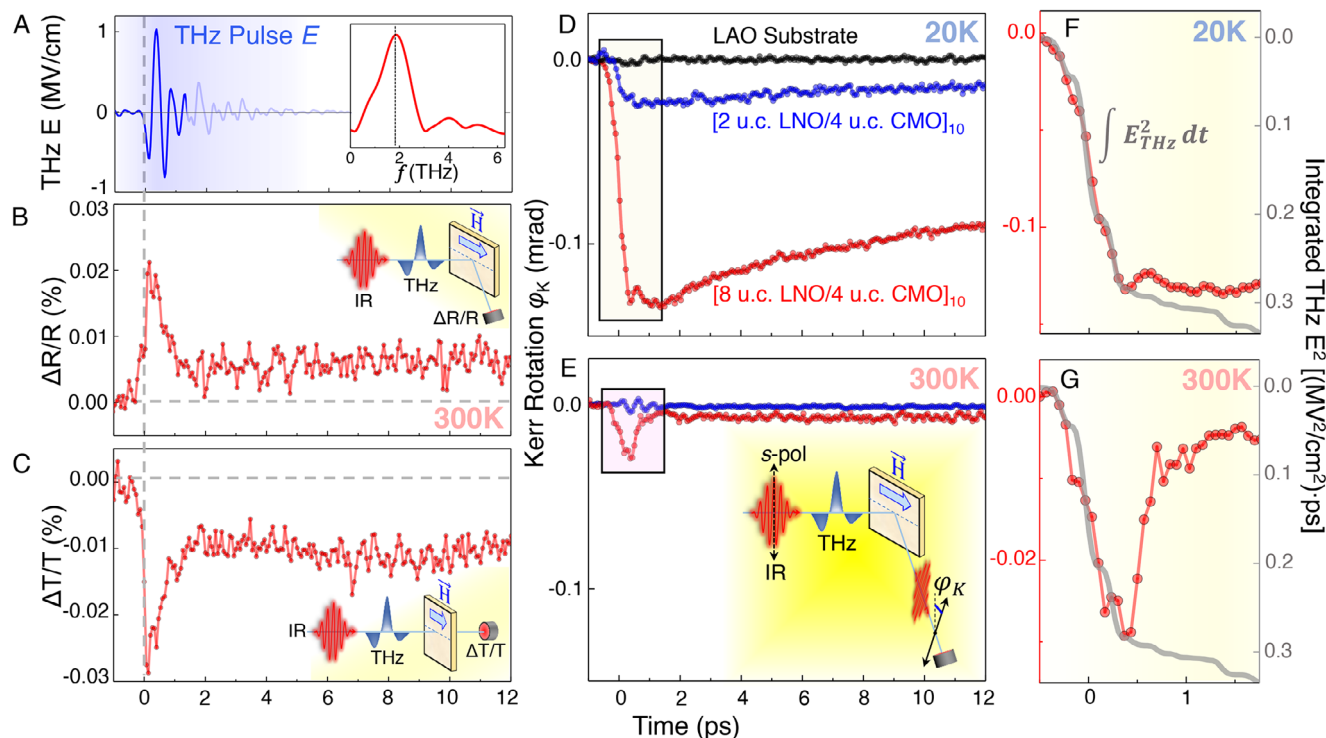 A
THz Pulse E
THz E (MV/cm)
1
0
-1
0 2 4 6
f (THz)
B
ΔR/R (%)
0.03
0.02
0.01
0.00
H
IR
THz
ΔR/R
300K
C
ΔT/T (%)
0.00
-0.01
-0.02
-0.03
H
IR
THz
ΔT/T
0 2 4 6 8 10 12
D
LAO Substrate
20K
[2 u.c. LNO/4 u.c. CMO]10
[8 u.c. LNO/4 u.c. CMO]10
0.0
-0.1
Kerr Rotation φK (mrad)
E
300K
0.0
-0.1
s-pol
H
THz
IR
φK
0 2 4 6 8 10 12
Time (ps)
F
20K
∫ E²THz dt
0.0
-0.1
0.0
0.1
0.2
0.3
G
300K
0.00
-0.02
0.0
0.1
0.2
0.3
0 1
Integrated THz E² [(MV²/cm²)·ps]